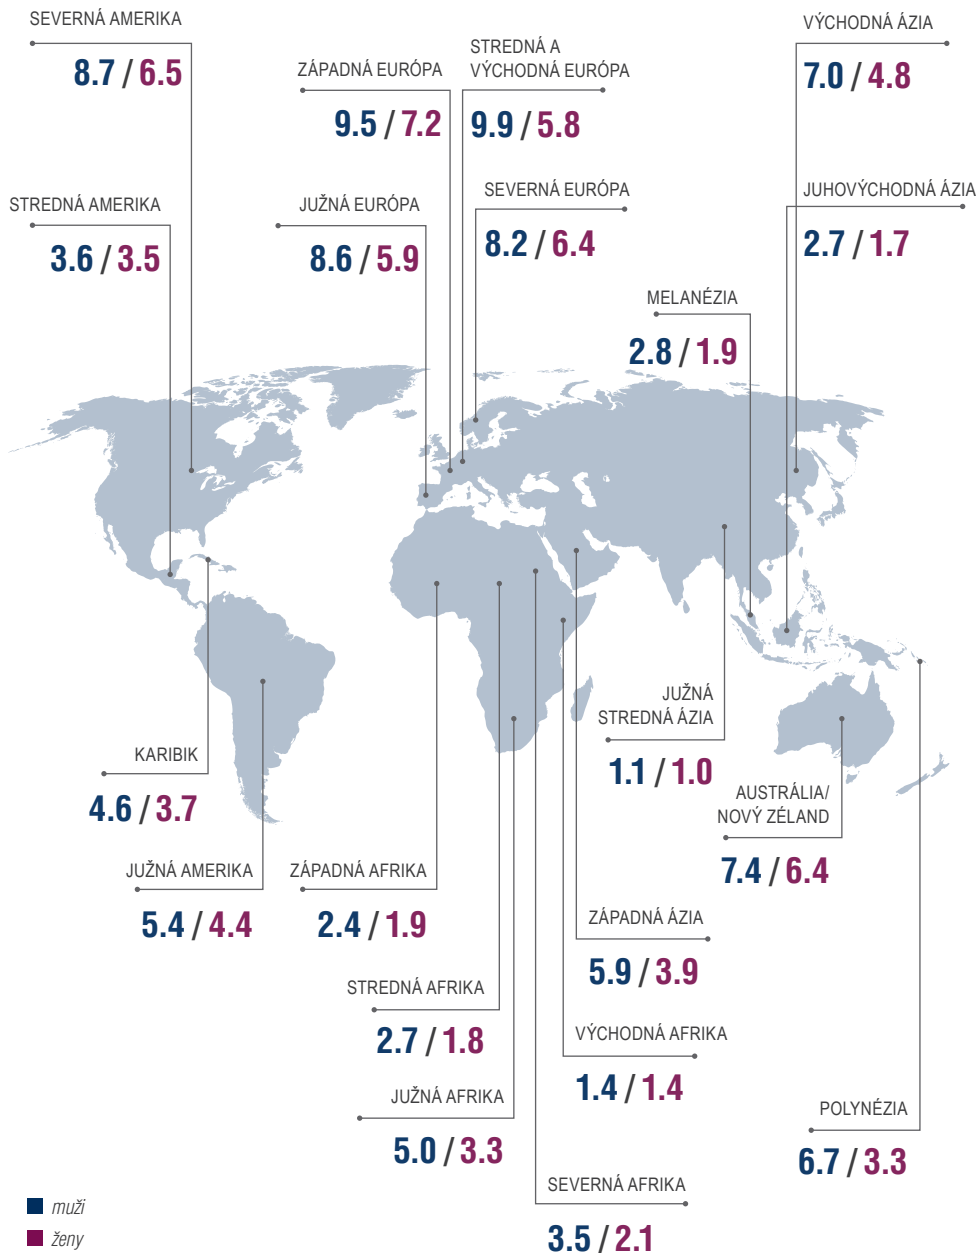 SEVERNÁ AMERIKA
8.7 / 6.5
ZÁPADNÁ EURÓPA
9.5 / 7.2
STREDNÁ A
VÝCHODNÁ EURÓPA
9.9 / 5.8
VÝCHODNÁ ÁZIA
7.0 / 4.8
STREDNÁ AMERIKA
3.6 / 3.5
JUŽNÁ EURÓPA
8.6 / 5.9
SEVERNÁ EURÓPA
8.2 / 6.4
JUHOVÝCHODNÁ ÁZIA
2.7 / 1.7
MELANÉZIA
2.8 / 1.9
JUŽNÁ
STREDNÁ ÁZIA
1.1 / 1.0
KARIBIK
4.6 / 3.7
AUSTRÁLIA/
NOVÝ ZÉLAND
7.4 / 6.4
JUŽNÁ AMERIKA
5.4 / 4.4
ZÁPADNÁ AFRIKA
2.4 / 1.9
ZÁPADNÁ ÁZIA
5.9 / 3.9
STREDNÁ AFRIKA
2.7 / 1.8
VÝCHODNÁ AFRIKA
1.4 / 1.4
JUŽNÁ AFRIKA
5.0 / 3.3
POLYNÉZIA
6.7 / 3.3
SEVERNÁ AFRIKA
3.5 / 2.1
muži
ženy